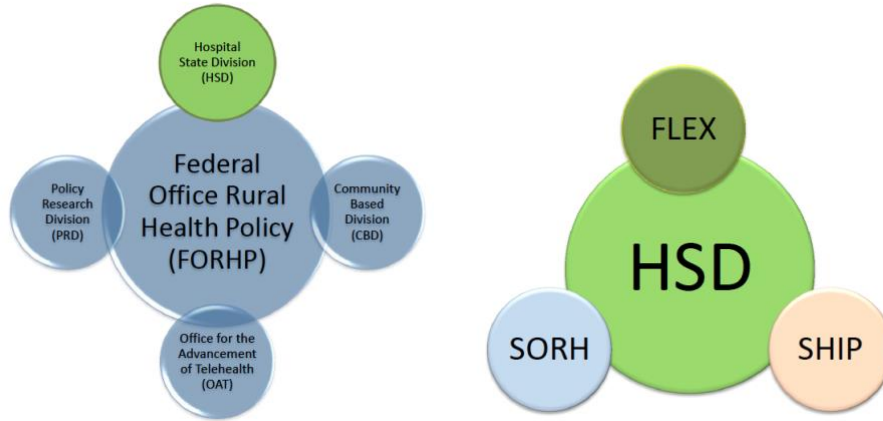 Hospital
State Division
(HSD)
Federal
Office Rural
Health Policy
(FORHP)
Policy
Research
Division
(PRD)
Community
Based
Division
(CBD)
Office for the
Advancement
of Telehealth
(OAT)
FLEX
HSD
SORH
SHIP